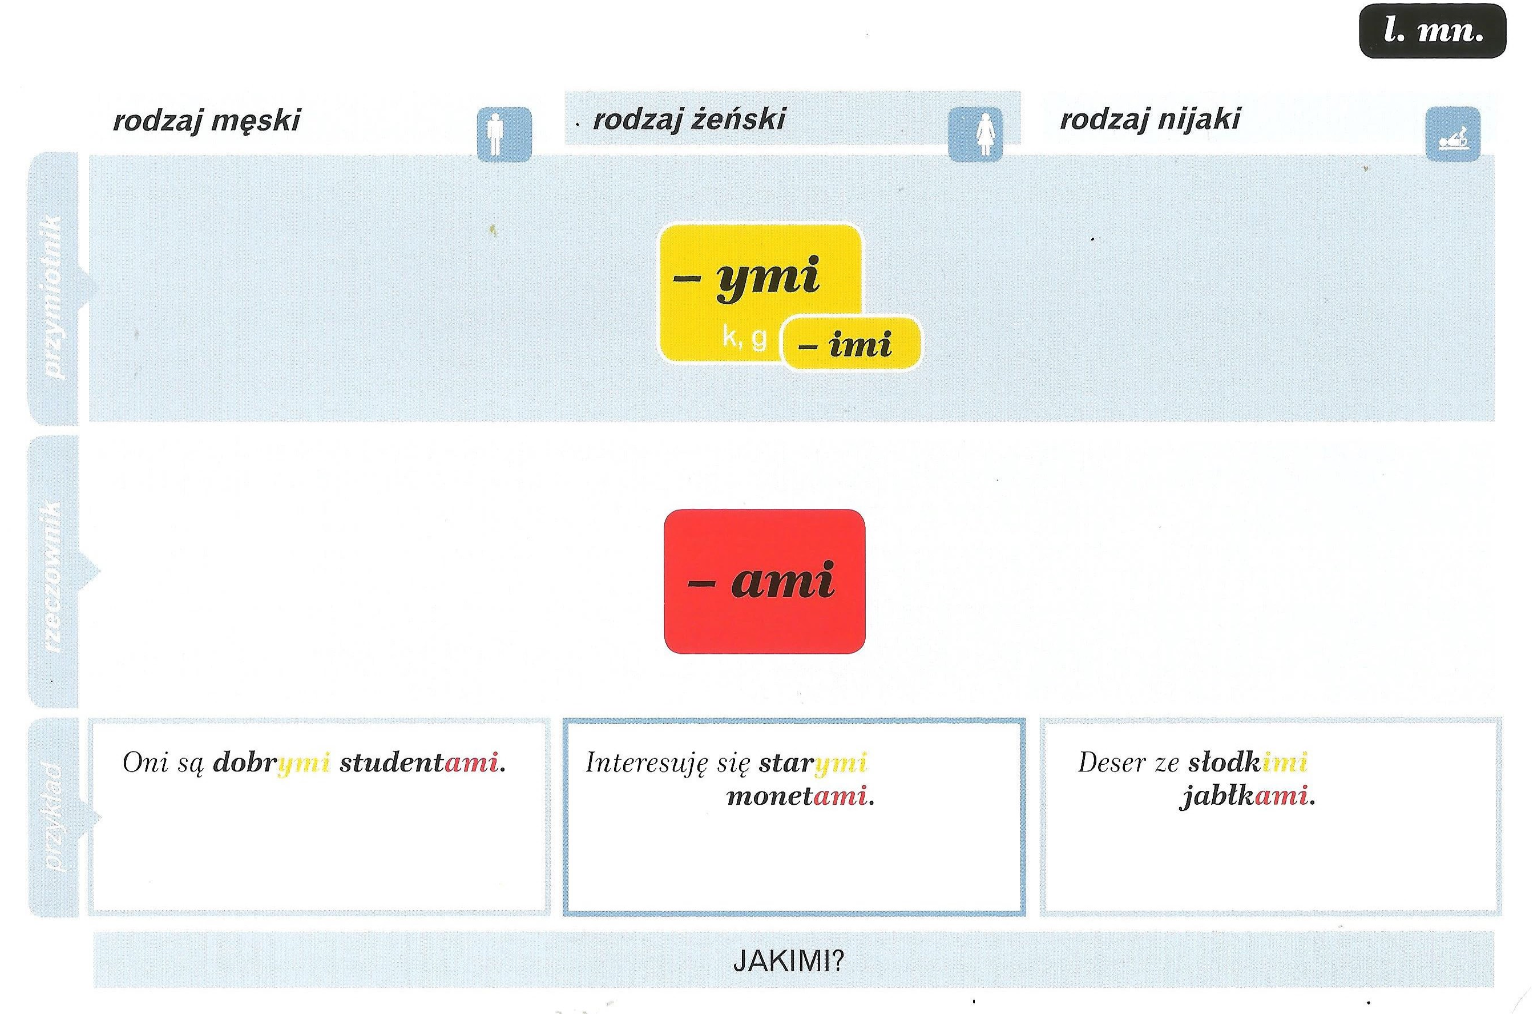 l. mn.
rodzaj męski
rodzaj żeński
rodzaj nijaki
przymiotnik
– ymi
k, g
– imi
rzeczownik
– ami
przykład
Oni są dobrymi studentami.
Interesuję się starymi
monetami.
Deser ze słodkimi
jabłkami.
JAKIMI?